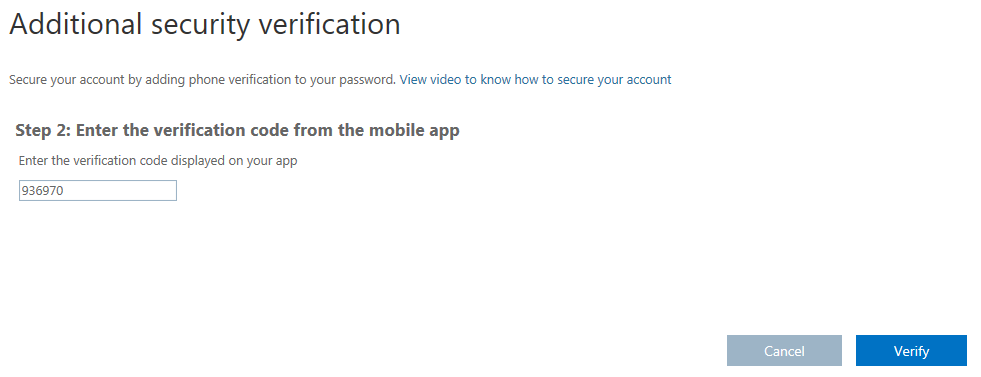 Additional security verification
Secure your account by adding phone verification to your password. View video to know how to secure your account
Step 2: Enter the verification code from the mobile app
Enter the verification code displayed on your app
936970
Cancel Verify